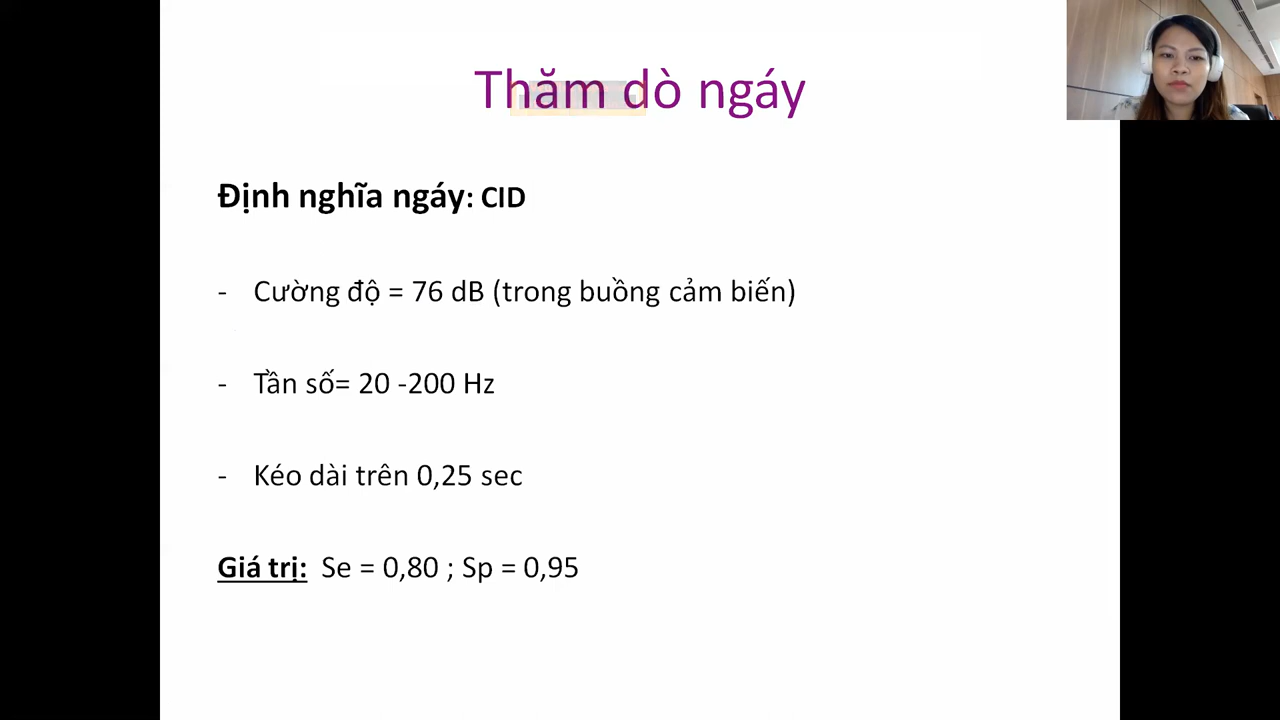 Thăm dò ngáy
Định nghĩa ngáy: CID
- Cường độ = 76 dB (trong buồng cảm biến)
- Tần số= 20 -200 Hz
- Kéo dài trên 0,25 sec
Giá trị: Se = 0,80 ; Sp = 0,95